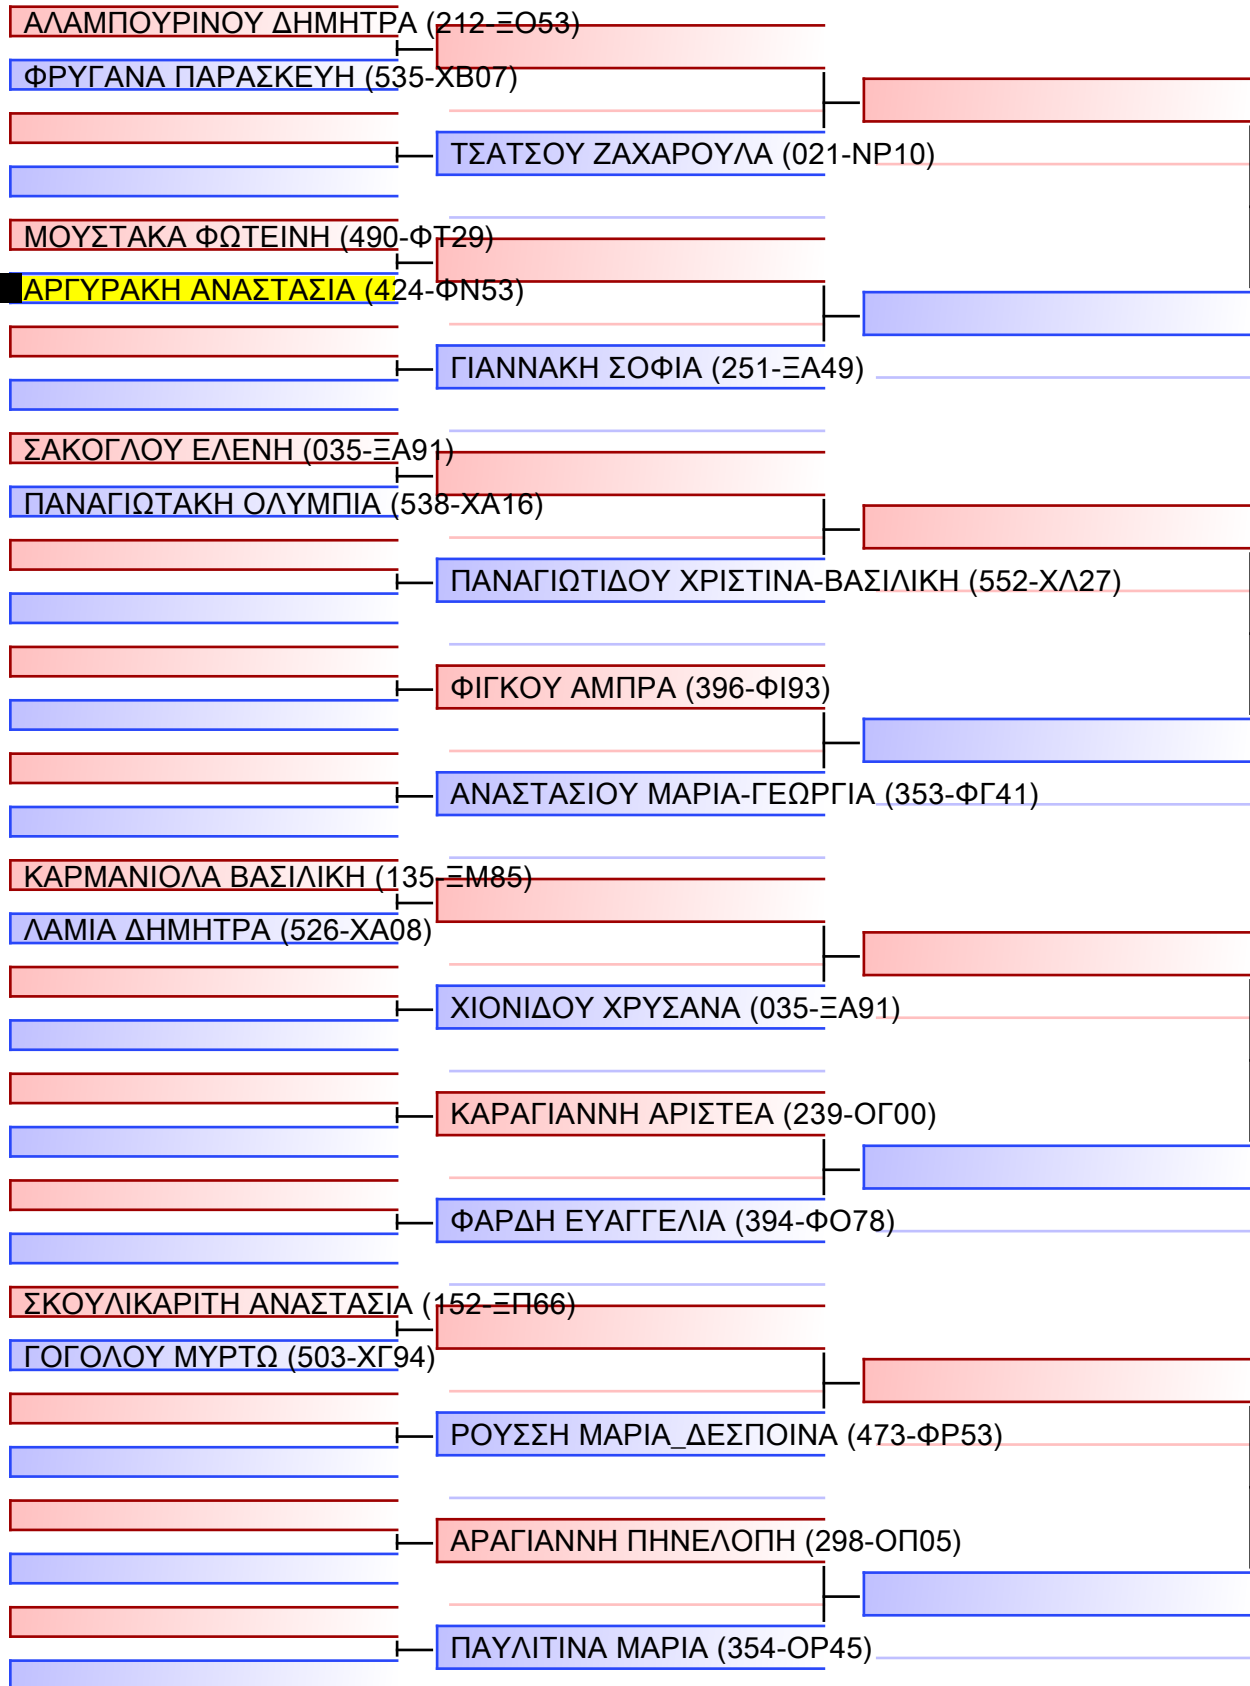 ΑΛΑΜΠΟΥΡΙΝΟΥ ΔΗΜΗΤΡΑ (212-ΞΟ53)
ΦΡΥΓΑΝΑ ΠΑΡΑΣΚΕΥΗ (535-ΧΒ07)
ΤΣΑΤΣΟΥ ΖΑΧΑΡΟΥΛΑ (021-ΝΡ10)
ΜΟΥΣΤΑΚΑ ΦΩΤΕΙΝΗ (490-ΦΤ29)
ΑΡΓΥΡΑΚΗ ΑΝΑΣΤΑΣΙΑ (424-ΦΝ53)
ΓΙΑΝΝΑΚΗ ΣΟΦΙΑ (251-ΞΑ49)
ΣΑΚΟΓΛΟΥ ΕΛΕΝΗ (035-ΞΑ91)
ΠΑΝΑΓΙΩΤΑΚΗ ΟΛΥΜΠΙΑ (538-ΧΑ16)
ΠΑΝΑΓΙΩΤΙΔΟΥ ΧΡΙΣΤΙΝΑ-ΒΑΣΙΛΙΚΗ (552-ΧΛ27)
ΦΙΓΚΟΥ ΑΜΠΡΑ (396-ΦΙ93)
ΑΝΑΣΤΑΣΙΟΥ ΜΑΡΙΑ-ΓΕΩΡΓΙΑ (353-ΦΓ41)
ΚΑΡΜΑΝΙΟΛΑ ΒΑΣΙΛΙΚΗ (135-ΞΜ85)
ΛΑΜΙΑ ΔΗΜΗΤΡΑ (526-ΧΑ08)
ΧΙΟΝΙΔΟΥ ΧΡΥΣΑΝΑ (035-ΞΑ91)
ΚΑΡΑΓΙΑΝΝΗ ΑΡΙΣΤΕΑ (239-ΟΓ00)
ΦΑΡΔΗ ΕΥΑΓΓΕΛΙΑ (394-ΦΟ78)
ΣΚΟΥΛΙΚΑΡΙΤΗ ΑΝΑΣΤΑΣΙΑ (152-ΞΠ66)
ΓΟΓΟΛΟΥ ΜΥΡΤΩ (503-ΧΓ94)
ΡΟΥΣΣΗ ΜΑΡΙΑ_ΔΕΣΠΟΙΝΑ (473-ΦΡ53)
ΑΡΑΓΙΑΝΝΗ ΠΗΝΕΛΟΠΗ (298-ΟΠ05)
ΠΑΥΛΙΤΙΝΑ ΜΑΡΙΑ (354-ΟΡ45)